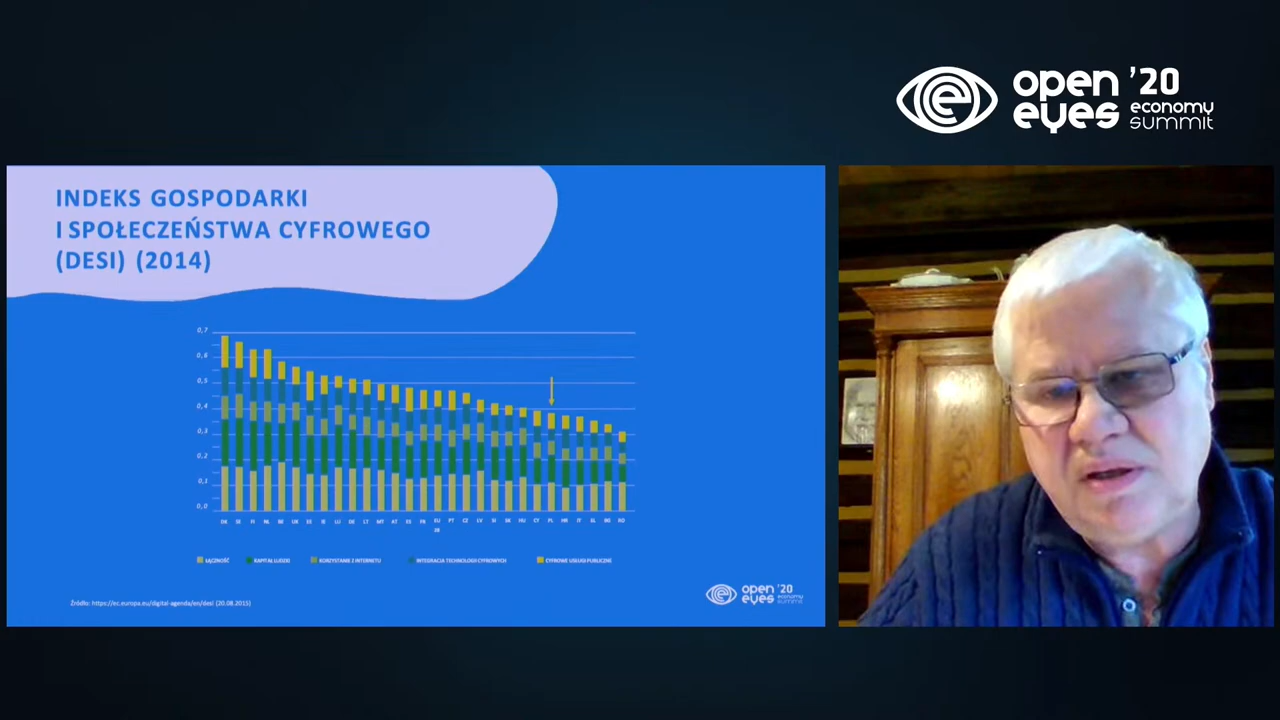 open '20
eyes economy
summit
INDEKS GOSPODARKI
I SPOŁECZEŃSTWA CYFROWEGO
(DESI) (2014)
0,7
0,6
0,5
0,4
0,3
0,2
0,1
0,0
DK SE FI NL BE UK EE IE LU DE LT MT AT ES FR EU PT CZ LV SI SK HU CY PL HR IT EL BG RO
28
ŁĄCZNOŚĆ KAPITAŁ LUDZKI KORZYSTANIE Z INTERNETU INTEGRACJA TECHNOLOGII CYFROWYCH CYFROWE USŁUGI PUBLICZNE
Źródło: https://ec.europa.eu/digital-agenda/en/desi (20.08.2015)
open '20
eyes economy
summit